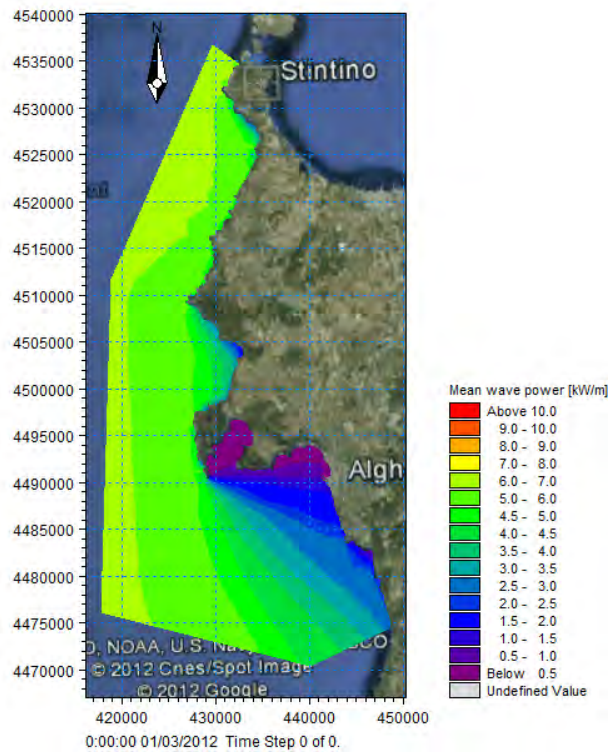 4540000
4535000
4530000
4525000
4520000
4515000
4510000
4505000
4500000
4495000
4490000
4485000
4480000
4475000
4470000
N
Stintino
Algh
O, NOAA, U.S. Navy
CO
© 2012 Cnes/Spot Image
© 2012 Google
420000 430000 440000 450000
0:00:00 01/03/2012 Time Step 0 of 0.
Mean wave power [kW/m]
Above 10.0
9.0 - 10.0
8.0 - 9.0
7.0 - 8.0
6.0 - 7.0
5.0 - 6.0
4.5 - 5.0
4.0 - 4.5
3.5 - 4.0
3.0 - 3.5
2.5 - 3.0
2.0 - 2.5
1.5 - 2.0
1.0 - 1.5
0.5 - 1.0
Below 0.5
Undefined Value